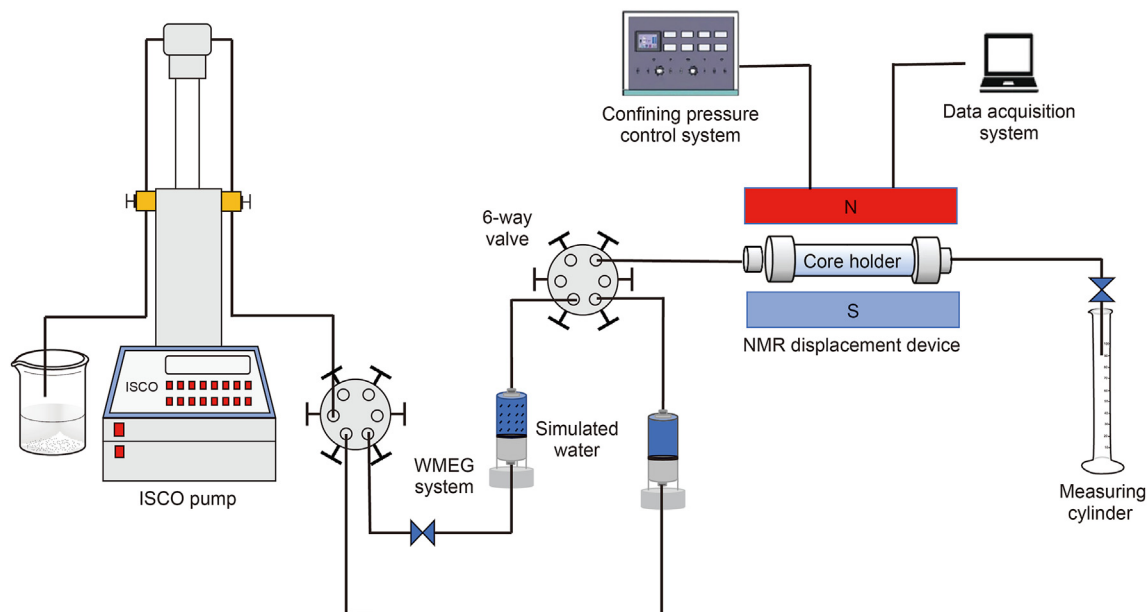 Confining pressure
control system
Data acquisition
system
N
6-way
valve
Core holder
S
NMR displacement device
ISCO
Simulated
water
WMEG
system
ISCO pump
Measuring
cylinder